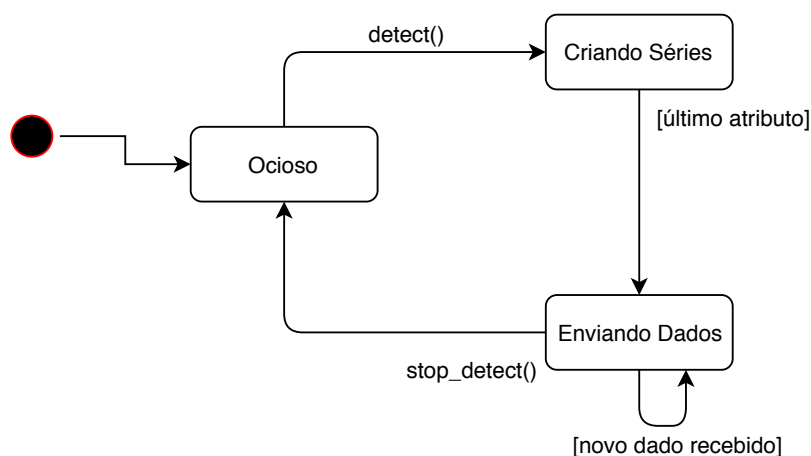 detect()
Criando Séries
[último atributo]
Ocioso
Enviando Dados
stop_detect()
[novo dado recebido]